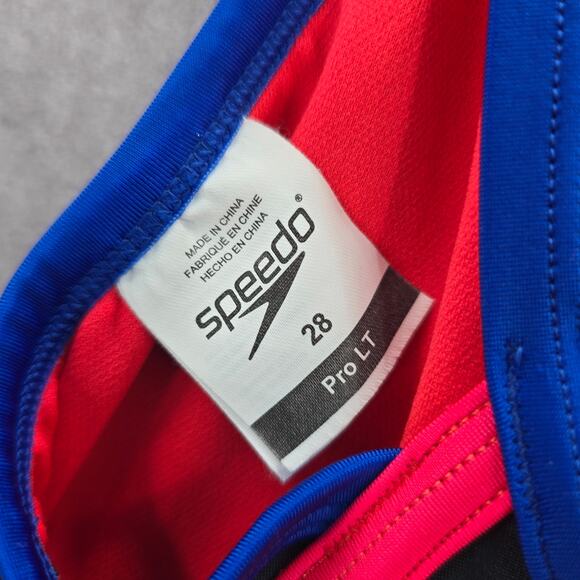 MADE IN CHINA
FABRIQUÉ EN CHINE
HECHO EN CHINA
speedo®
28
Pro LT